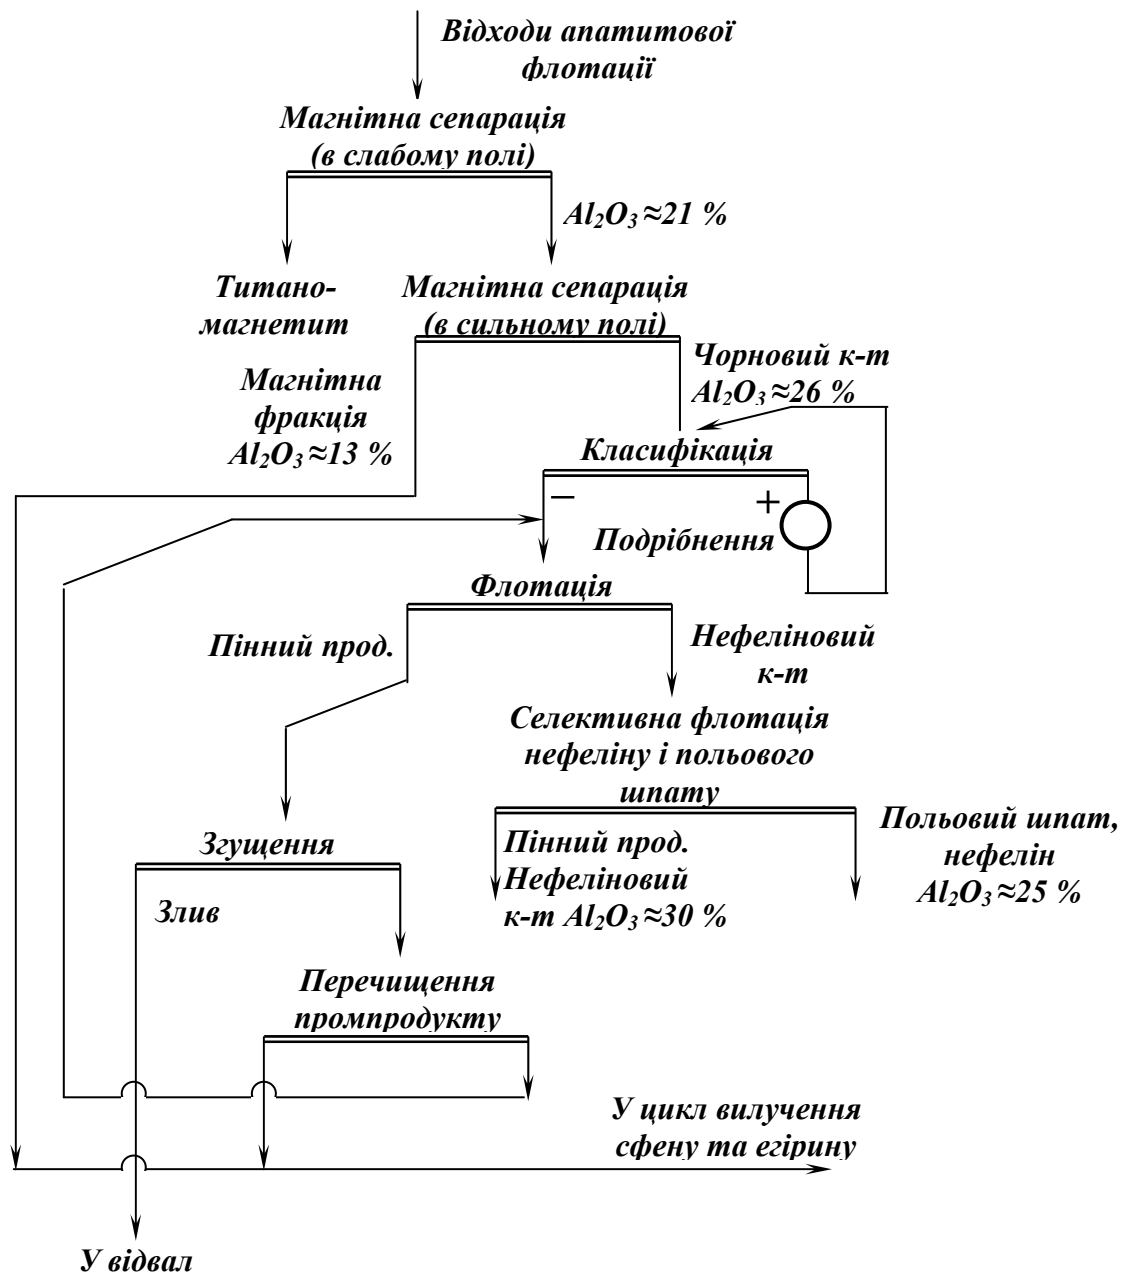 Відходи апатитової
флотації
Магнітна сепарація
(в слабому полі)
Al₂O₃ ≈21 %
Титано-
магнетит
Магнітна сепарація
(в сильному полі)
Чорновий к-т
Al₂O₃ ≈26 %
Магнітна
фракція
Al₂O₃ ≈13 %
Класифікація
–
+
Подрібнення
Флотація
Пінний прод.
Нефеліновий
к-т
Селективна флотація
нефеліну і польового
шпату
Польовий шпат,
нефелін
Al₂O₃ ≈25 %
Пінний прод.
Нефеліновий
к-т Al₂O₃ ≈30 %
Згущення
Злив
Перечищення
промпродукту
У цикл вилучення
сфену та егірину
У відвал